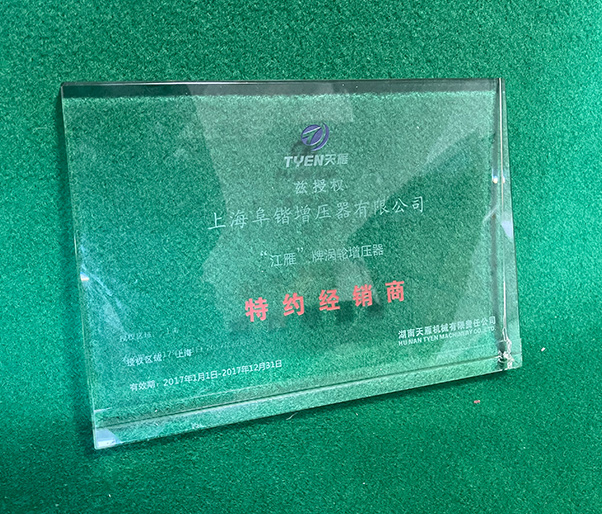 TYEN天雁
兹授权
上海阜锴增压器有限公司
“江雁”牌涡轮增压器
特约经销商
授权区域：上海
有效期：2017年1月1日-2017年12月31日
湖南天雁机械有限责任公司
HUNAN TYEN MACHINERY CO.,LTD